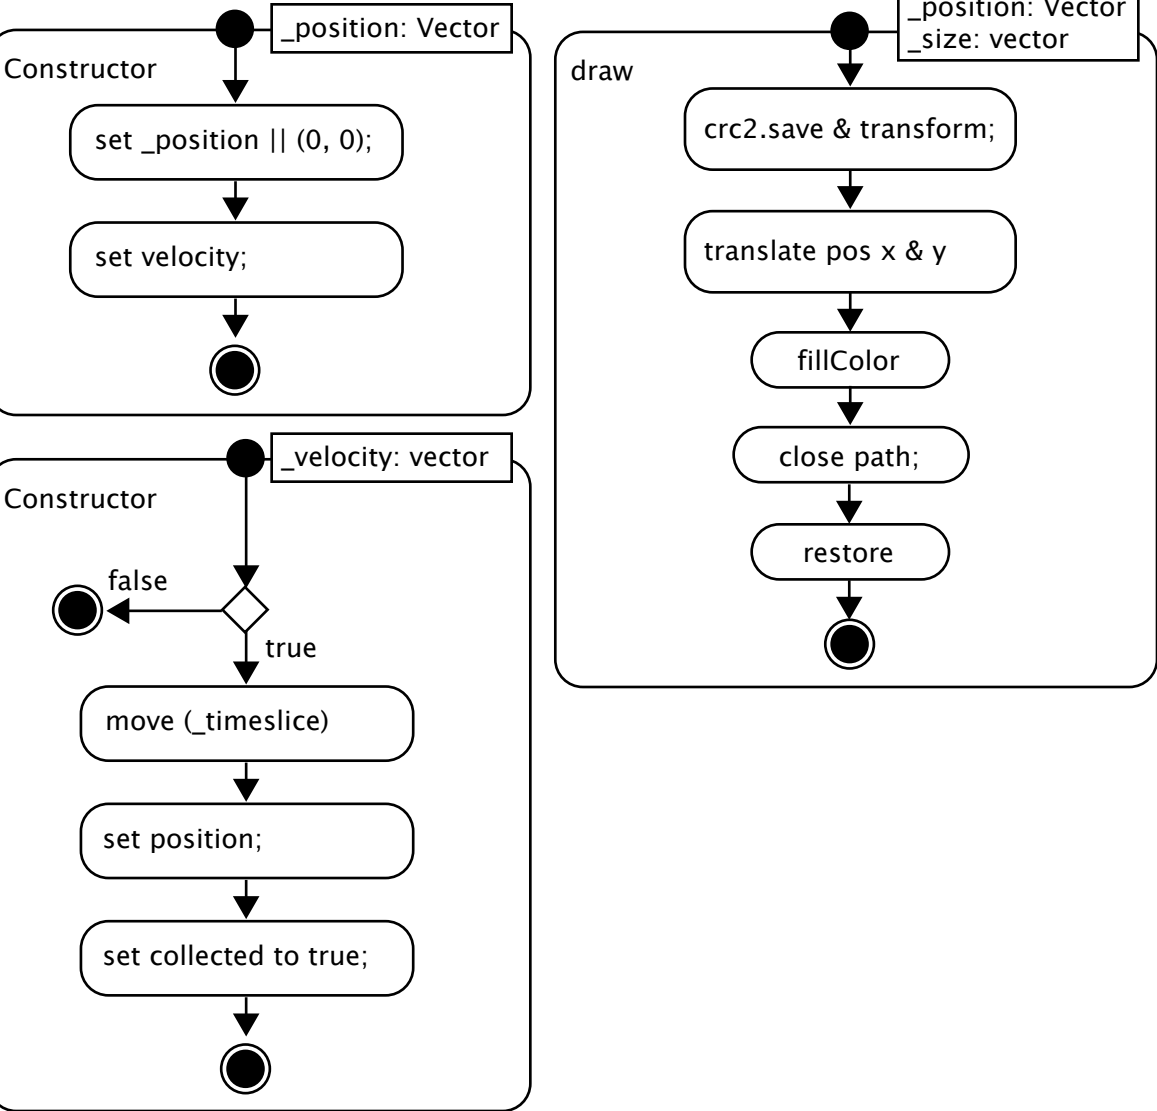 _position: Vector
Constructor
set _position || (0, 0);
set velocity;
_velocity: vector
Constructor
false
true
move (_timeslice)
set position;
set collected to true;
_position: Vector
_size: vector
draw
crc2.save & transform;
translate pos x & y
fillColor
close path;
restore